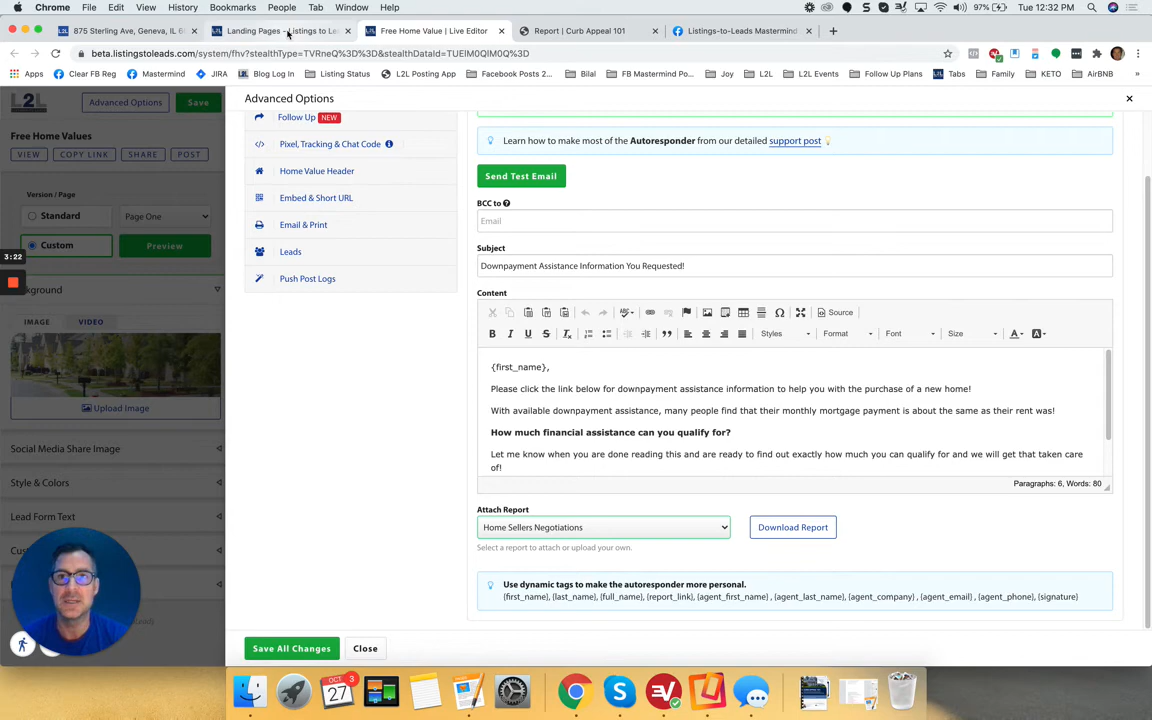 Chrome File Edit View History Bookmarks People Tab Window Help 97% Tue 12:32 PM
875 Sterling Ave, Geneva, IL 6 Landing Pages - Listings to Le Free Home Value | Live Editor Report | Curb Appeal 101 Listings-to-Leads Mastermind
beta.listingstoleads.com/system/fhv?stealthType=TVRneQ%3D%3D&stealthDataId=TUEIM0QIM0Q%3D
Apps Clear FB Reg Mastermind JIRA Blog Log In Listing Status L2L Posting App Facebook Posts 2... Bilal FB Mastermind Po... Joy L2L L2L Events Follow Up Plans Tabs Family KETO AirBNB
L2L Advanced Options Save
Advanced Options
Free Home Values
VIEW COPY LINK SHARE POST
Version / Page
Standard Page One
Custom Preview
3:22
IMAGE VIDEO
Upload Image
Social Media Share Image
Style & Colors
Lead Form Text
Follow Up NEW
Pixel, Tracking & Chat Code
Home Value Header
Embed & Short URL
Email & Print
Leads
Push Post Logs
Learn how to make most of the Autoresponder from our detailed support post
Send Test Email
BCC to
Email
Subject
Downpayment Assistance Information You Requested!
Content
Source
Styles Format Font Size
{first_name},
Please click the link below for downpayment assistance information to help you with the purchase of a new home!
With available downpayment assistance, many people find that their monthly mortgage payment is about the same as their rent was!
How much financial assistance can you qualify for?
Let me know when you are done reading this and are ready to find out exactly how much you can qualify for and we will get that taken care
of!
Paragraphs: 6, Words: 80
Attach Report
Home Sellers Negotiations Download Report
Select a report to attach or upload your own.
Use dynamic tags to make the autoresponder more personal.
{first_name}, {last_name}, {full_name}, {report_link}, {agent_first_name} , {agent_last_name}, {agent_company} , {agent_email} , {agent_phone}, {signature}
Save All Changes Close
OCT 27 3